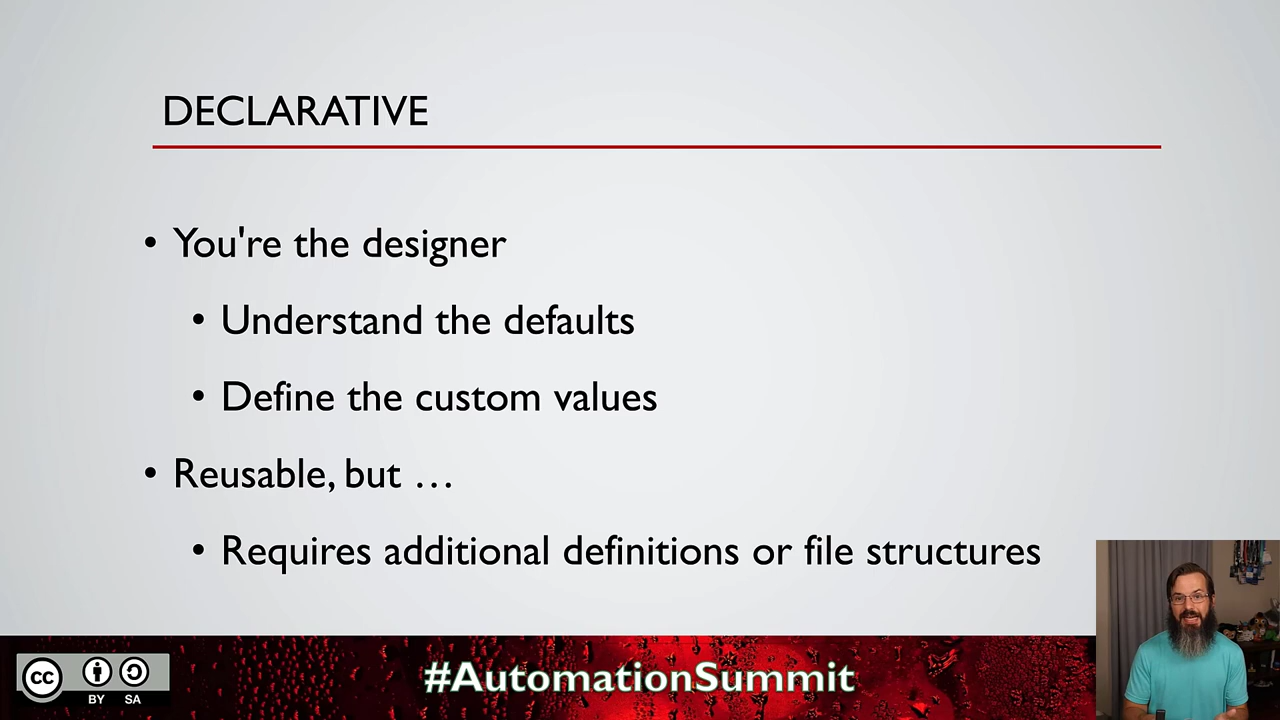 DECLARATIVE
• You're the designer
• Understand the defaults
• Define the custom values
• Reusable, but …
• Requires additional definitions or file structures
cc
BY SA
#AutomationSummit